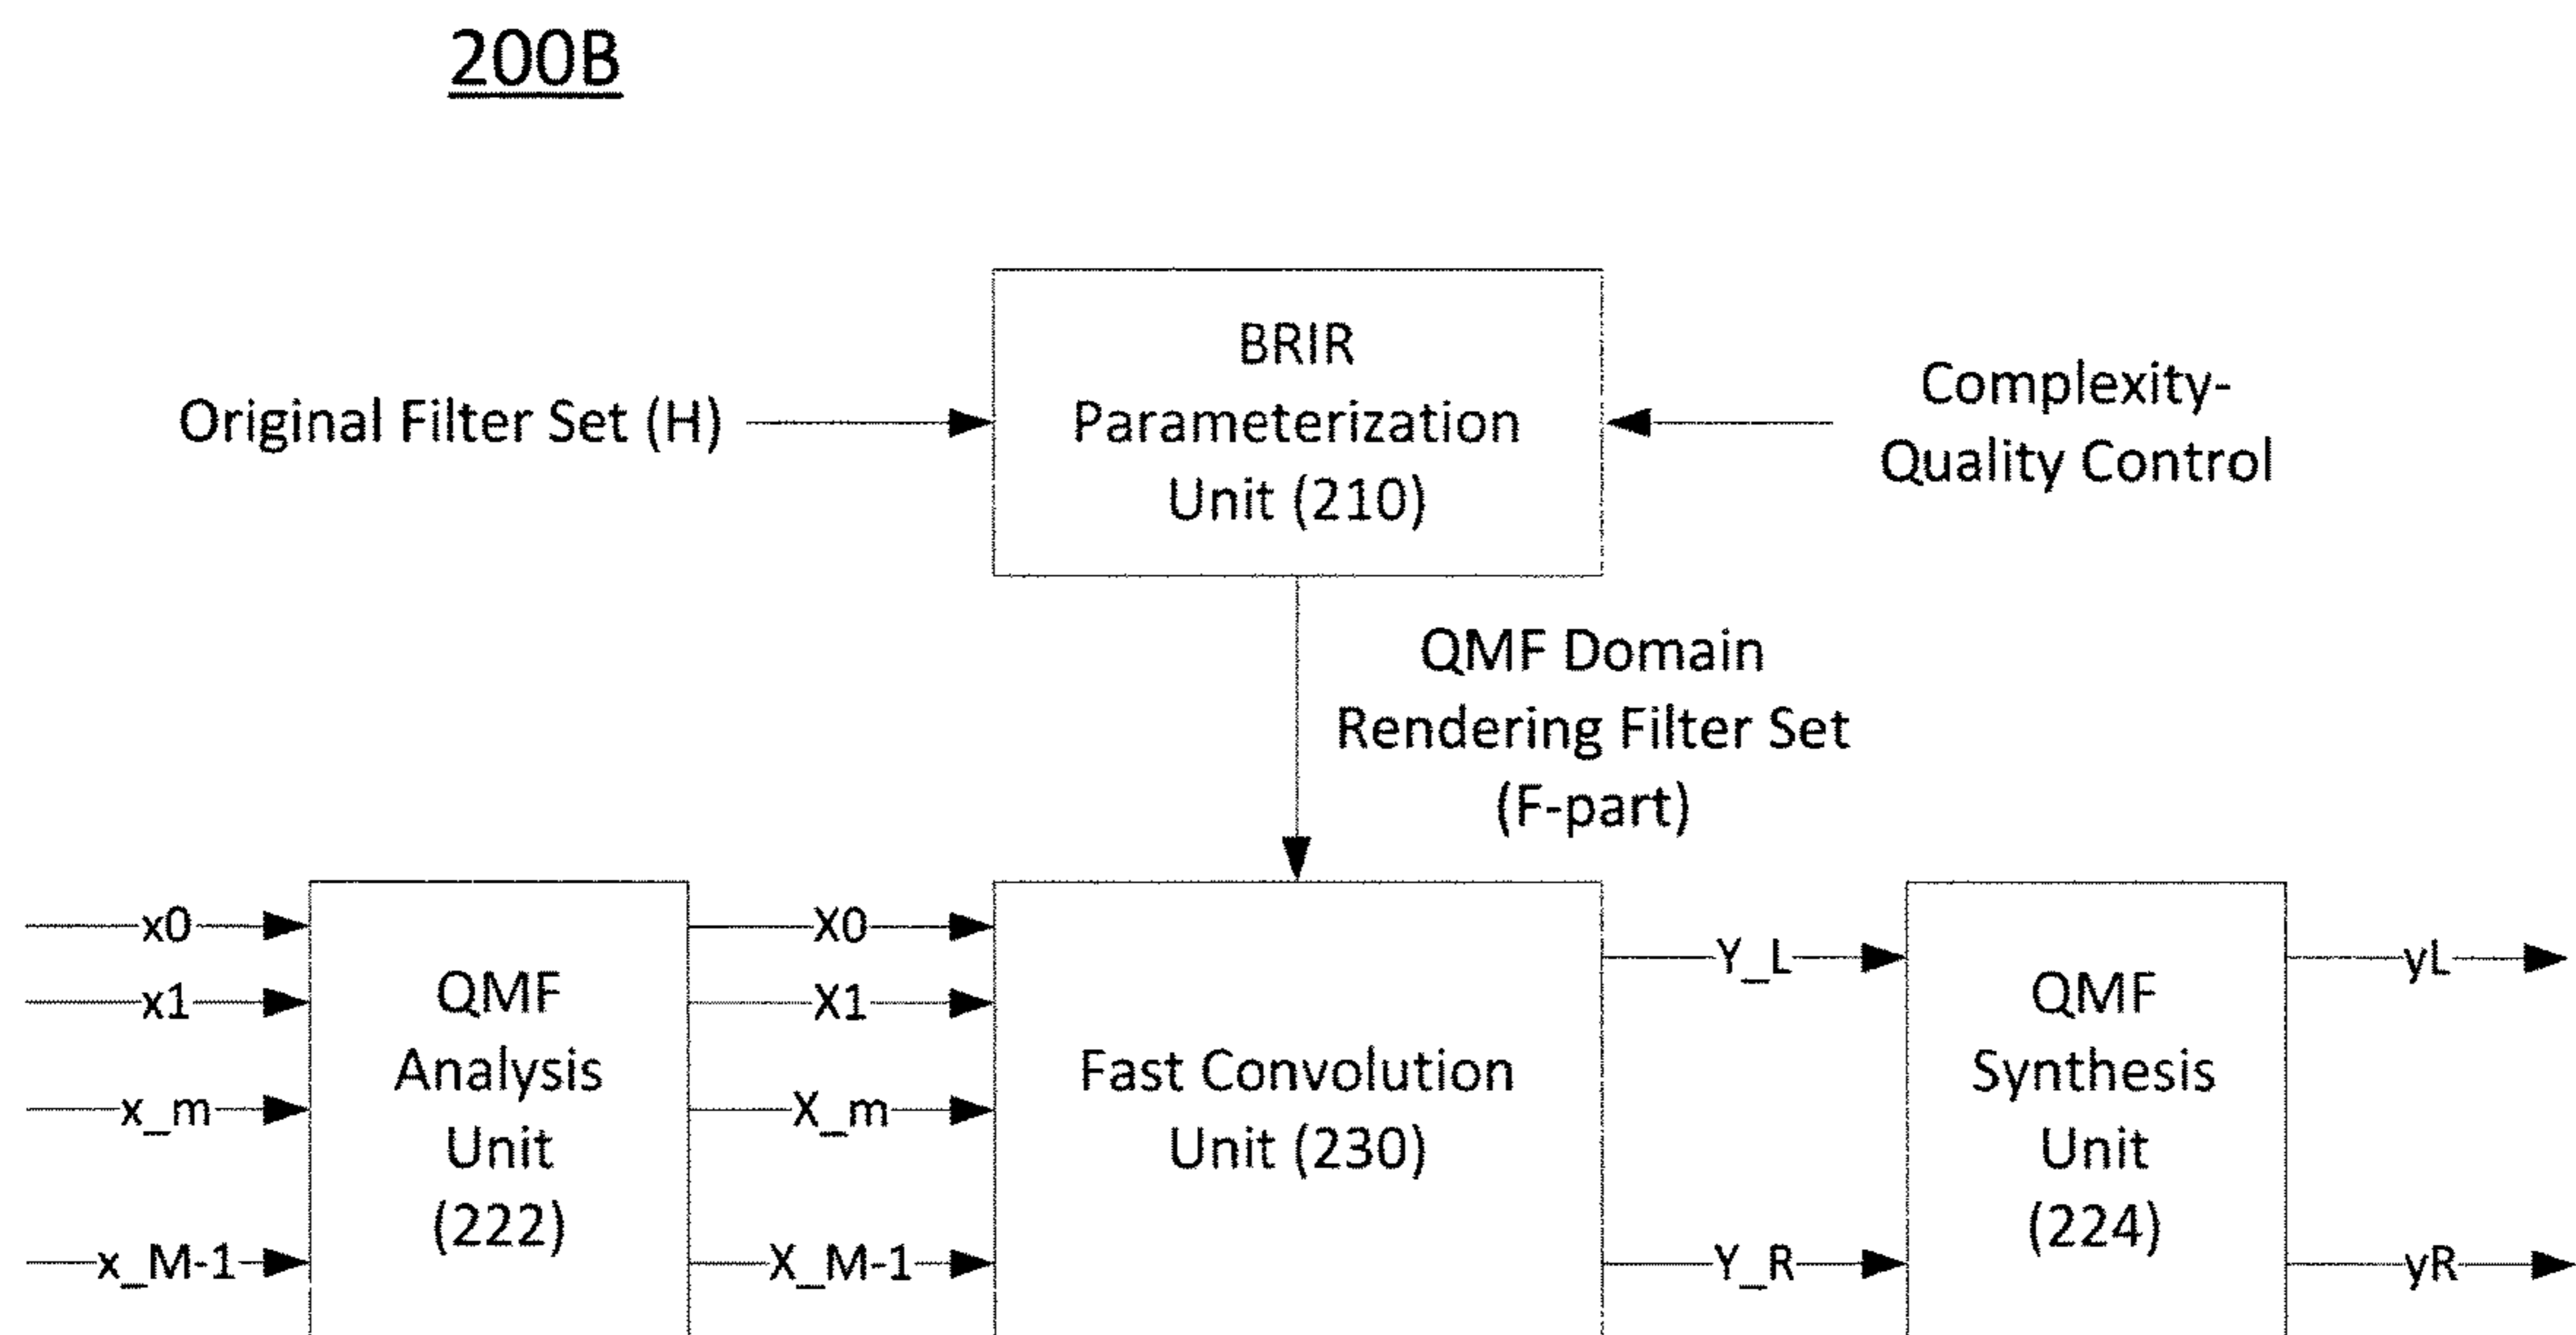 200B
Original Filter Set (H)
BRIR
Parameterization
Unit (210)
Complexity-
Quality Control
QMF Domain
Rendering Filter Set
(F-part)
x0
x1
x_m
x_M-1
QMF
Analysis
Unit
(222)
X0
X1
X_m
X_M-1
Fast Convolution
Unit (230)
Y_L
Y_R
QMF
Synthesis
Unit
(224)
yL
yR